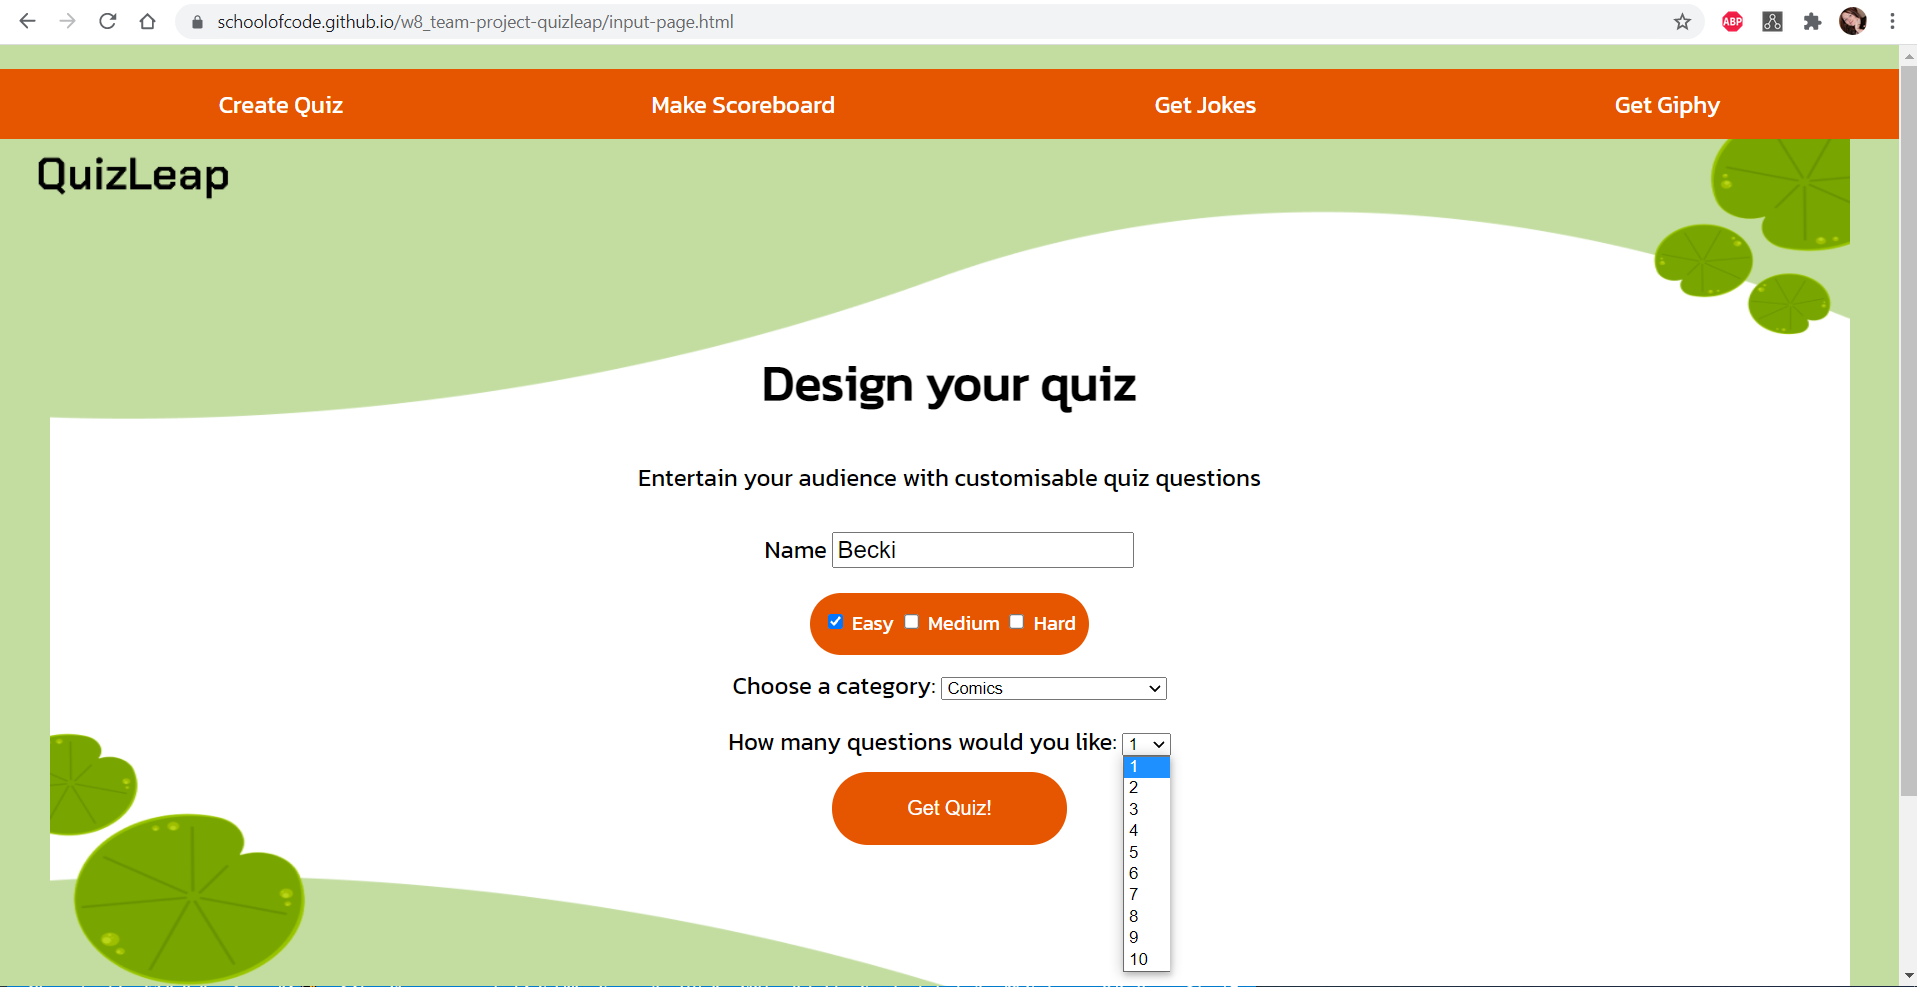 schoolofcode.github.io/w8_team-project-quizleap/input-page.html
ABP
Create Quiz Make Scoreboard Get Jokes Get Giphy
QuizLeap
Design your quiz
Entertain your audience with customisable quiz questions
Name Becki
Easy Medium Hard
Choose a category: Comics
How many questions would you like: 1
1
2
3
4
5
6
7
8
9
10
Get Quiz!